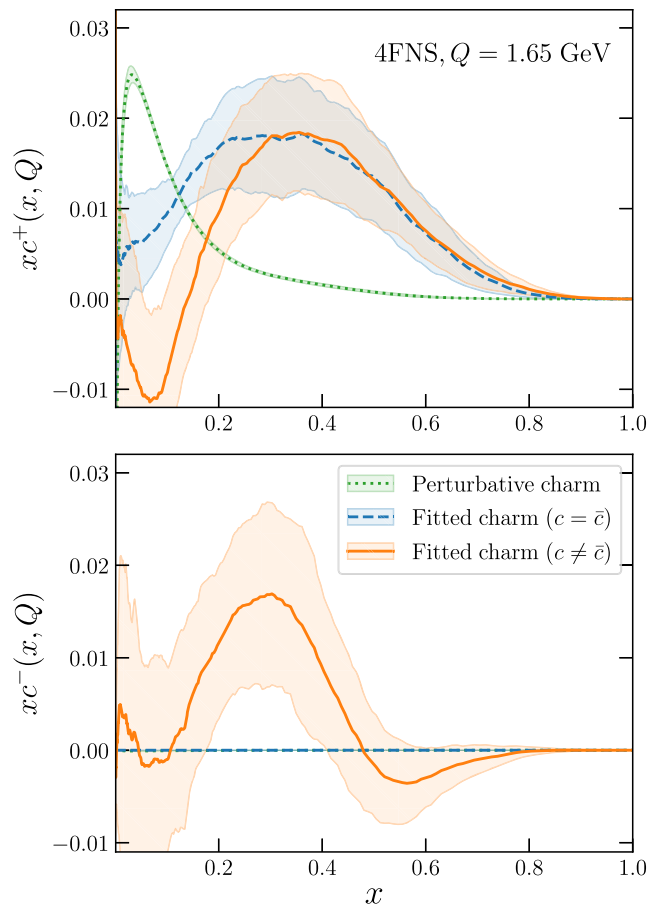 4FNS, Q = 1.65 GeV
xc⁺(x, Q)
0.03
0.02
0.01
0.00
−0.01
0.2 0.4 0.6 0.8 1.0
Perturbative charm
Fitted charm (c = c̄)
Fitted charm (c ≠ c̄)
xc⁻(x, Q)
0.03
0.02
0.01
0.00
−0.01
0.2 0.4 0.6 0.8 1.0
x